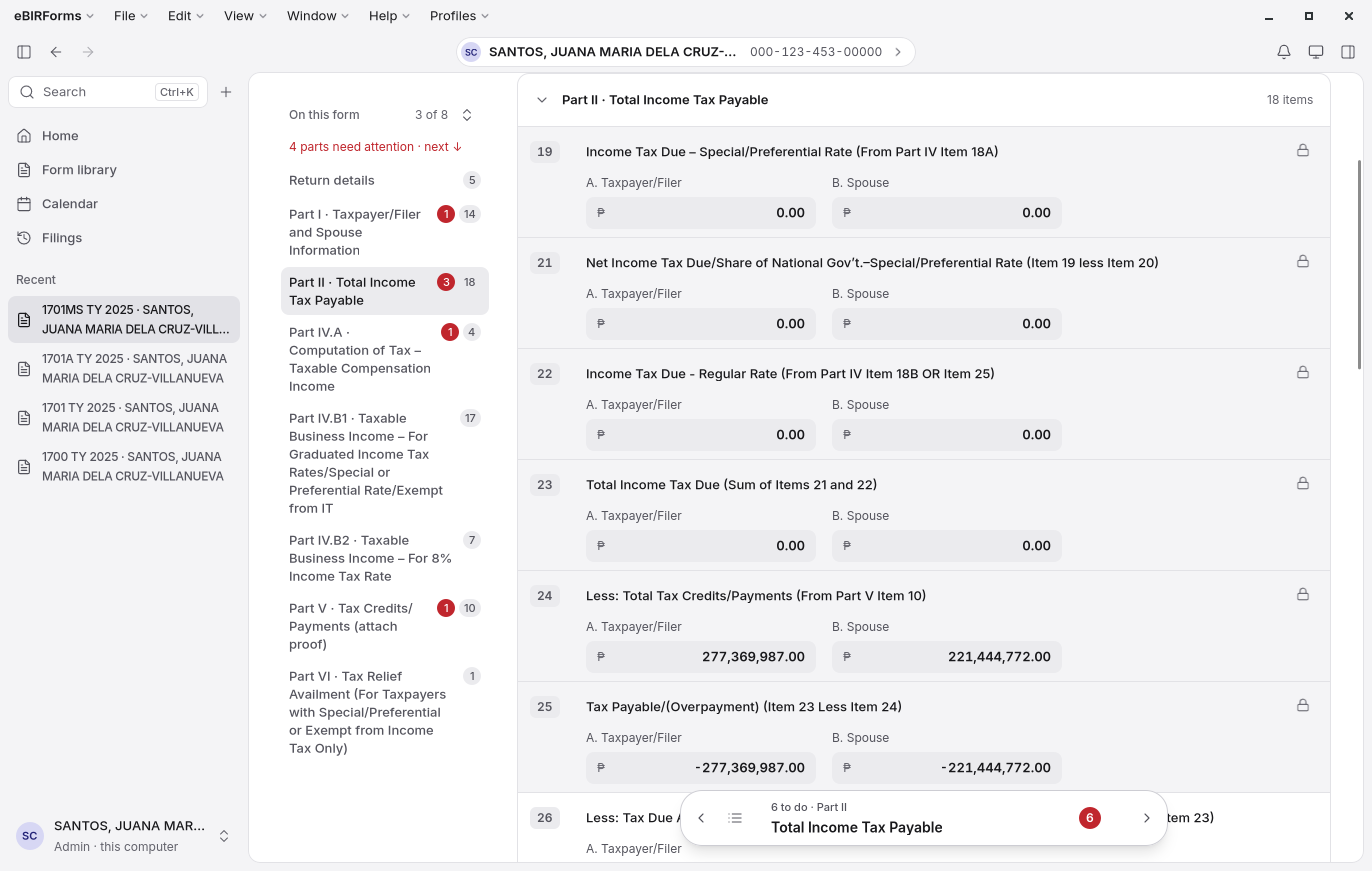 eBIRForms File Edit View Window Help Profiles
SC SANTOS, JUANA MARIA DELA CRUZ-... 000-123-453-00000
Search Ctrl+K
Home
Form library
Calendar
Filings
Recent
1701MS TY 2025 · SANTOS,
JUANA MARIA DELA CRUZ-VILL...
1701A TY 2025 · SANTOS, JUANA
MARIA DELA CRUZ-VILLANUEVA
1701 TY 2025 · SANTOS, JUANA
MARIA DELA CRUZ-VILLANUEVA
1700 TY 2025 · SANTOS, JUANA
MARIA DELA CRUZ-VILLANUEVA
SC SANTOS, JUANA MAR...
Admin · this computer
On this form 3 of 8
4 parts need attention · next ↓
Return details 5
Part I · Taxpayer/Filer 1 14
and Spouse
Information
Part II · Total Income 3 18
Tax Payable
Part IV.A · 1 4
Computation of Tax –
Taxable Compensation
Income
Part IV.B1 · Taxable 17
Business Income – For
Graduated Income Tax
Rates/Special or
Preferential Rate/Exempt
from IT
Part IV.B2 · Taxable 7
Business Income – For 8%
Income Tax Rate
Part V · Tax Credits/ 1 10
Payments (attach
proof)
Part VI · Tax Relief 1
Availment (For Taxpayers
with Special/Preferential
or Exempt from Income
Tax Only)
Part II · Total Income Tax Payable 18 items
19 Income Tax Due – Special/Preferential Rate (From Part IV Item 18A)
A. Taxpayer/Filer B. Spouse
₱ 0.00 ₱ 0.00
21 Net Income Tax Due/Share of National Gov’t.–Special/Preferential Rate (Item 19 less Item 20)
A. Taxpayer/Filer B. Spouse
₱ 0.00 ₱ 0.00
22 Income Tax Due - Regular Rate (From Part IV Item 18B OR Item 25)
A. Taxpayer/Filer B. Spouse
₱ 0.00 ₱ 0.00
23 Total Income Tax Due (Sum of Items 21 and 22)
A. Taxpayer/Filer B. Spouse
₱ 0.00 ₱ 0.00
24 Less: Total Tax Credits/Payments (From Part V Item 10)
A. Taxpayer/Filer B. Spouse
₱ 277,369,987.00 ₱ 221,444,772.00
25 Tax Payable/(Overpayment) (Item 23 Less Item 24)
A. Taxpayer/Filer B. Spouse
₱ -277,369,987.00 ₱ -221,444,772.00
26 Less: Tax Due tem 23)
A. Taxpayer/Filer
6 to do · Part II
Total Income Tax Payable 6